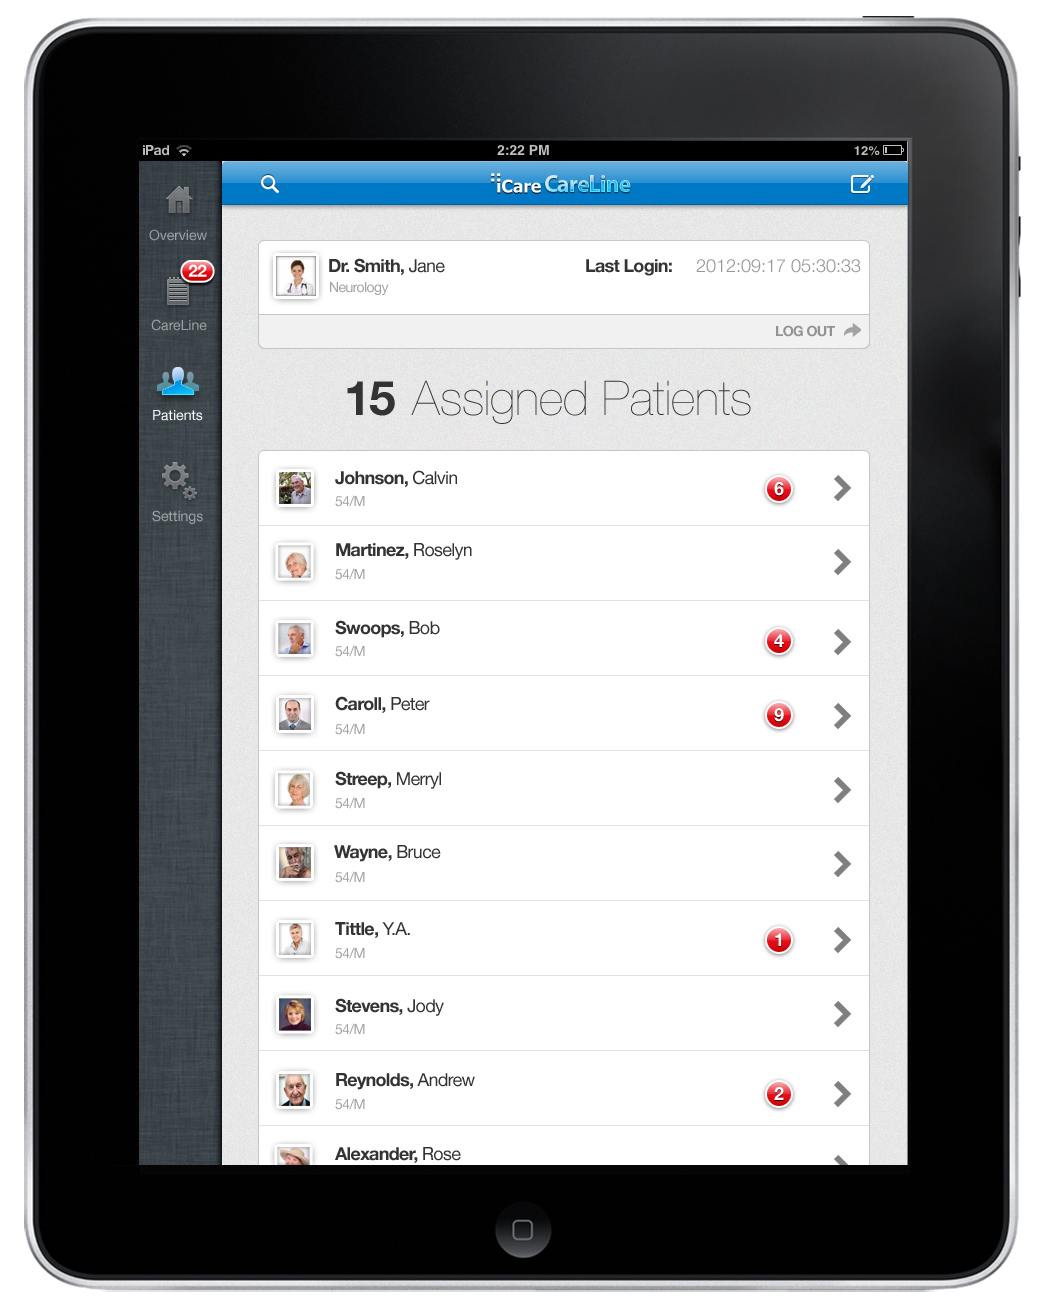 iPad 2:22 PM 12%
iCare CareLine
Overview
22
CareLine
Patients
Settings
Dr. Smith, Jane Last Login: 2012:09:17 05:30:33
Neurology
LOG OUT
15 Assigned Patients
Johnson, Calvin 6
54/M
Martinez, Roselyn
54/M
Swoops, Bob 4
54/M
Caroll, Peter 9
54/M
Streep, Merryl
54/M
Wayne, Bruce
54/M
Tittle, Y.A. 1
54/M
Stevens, Jody
54/M
Reynolds, Andrew 2
54/M
Alexander, Rose